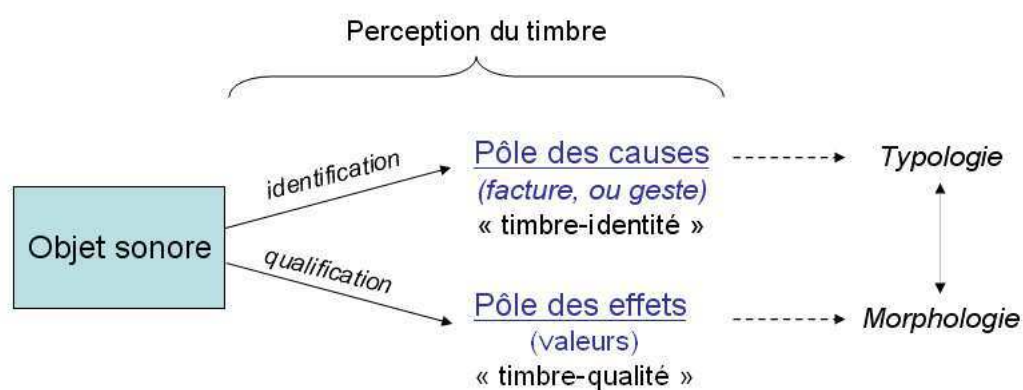 Perception du timbre
identification
Pôle des causes
Typologie
(facture, ou geste)
« timbre-identité »
Objet sonore
qualification
Pôle des effets
Morphologie
(valeurs)
« timbre-qualité »